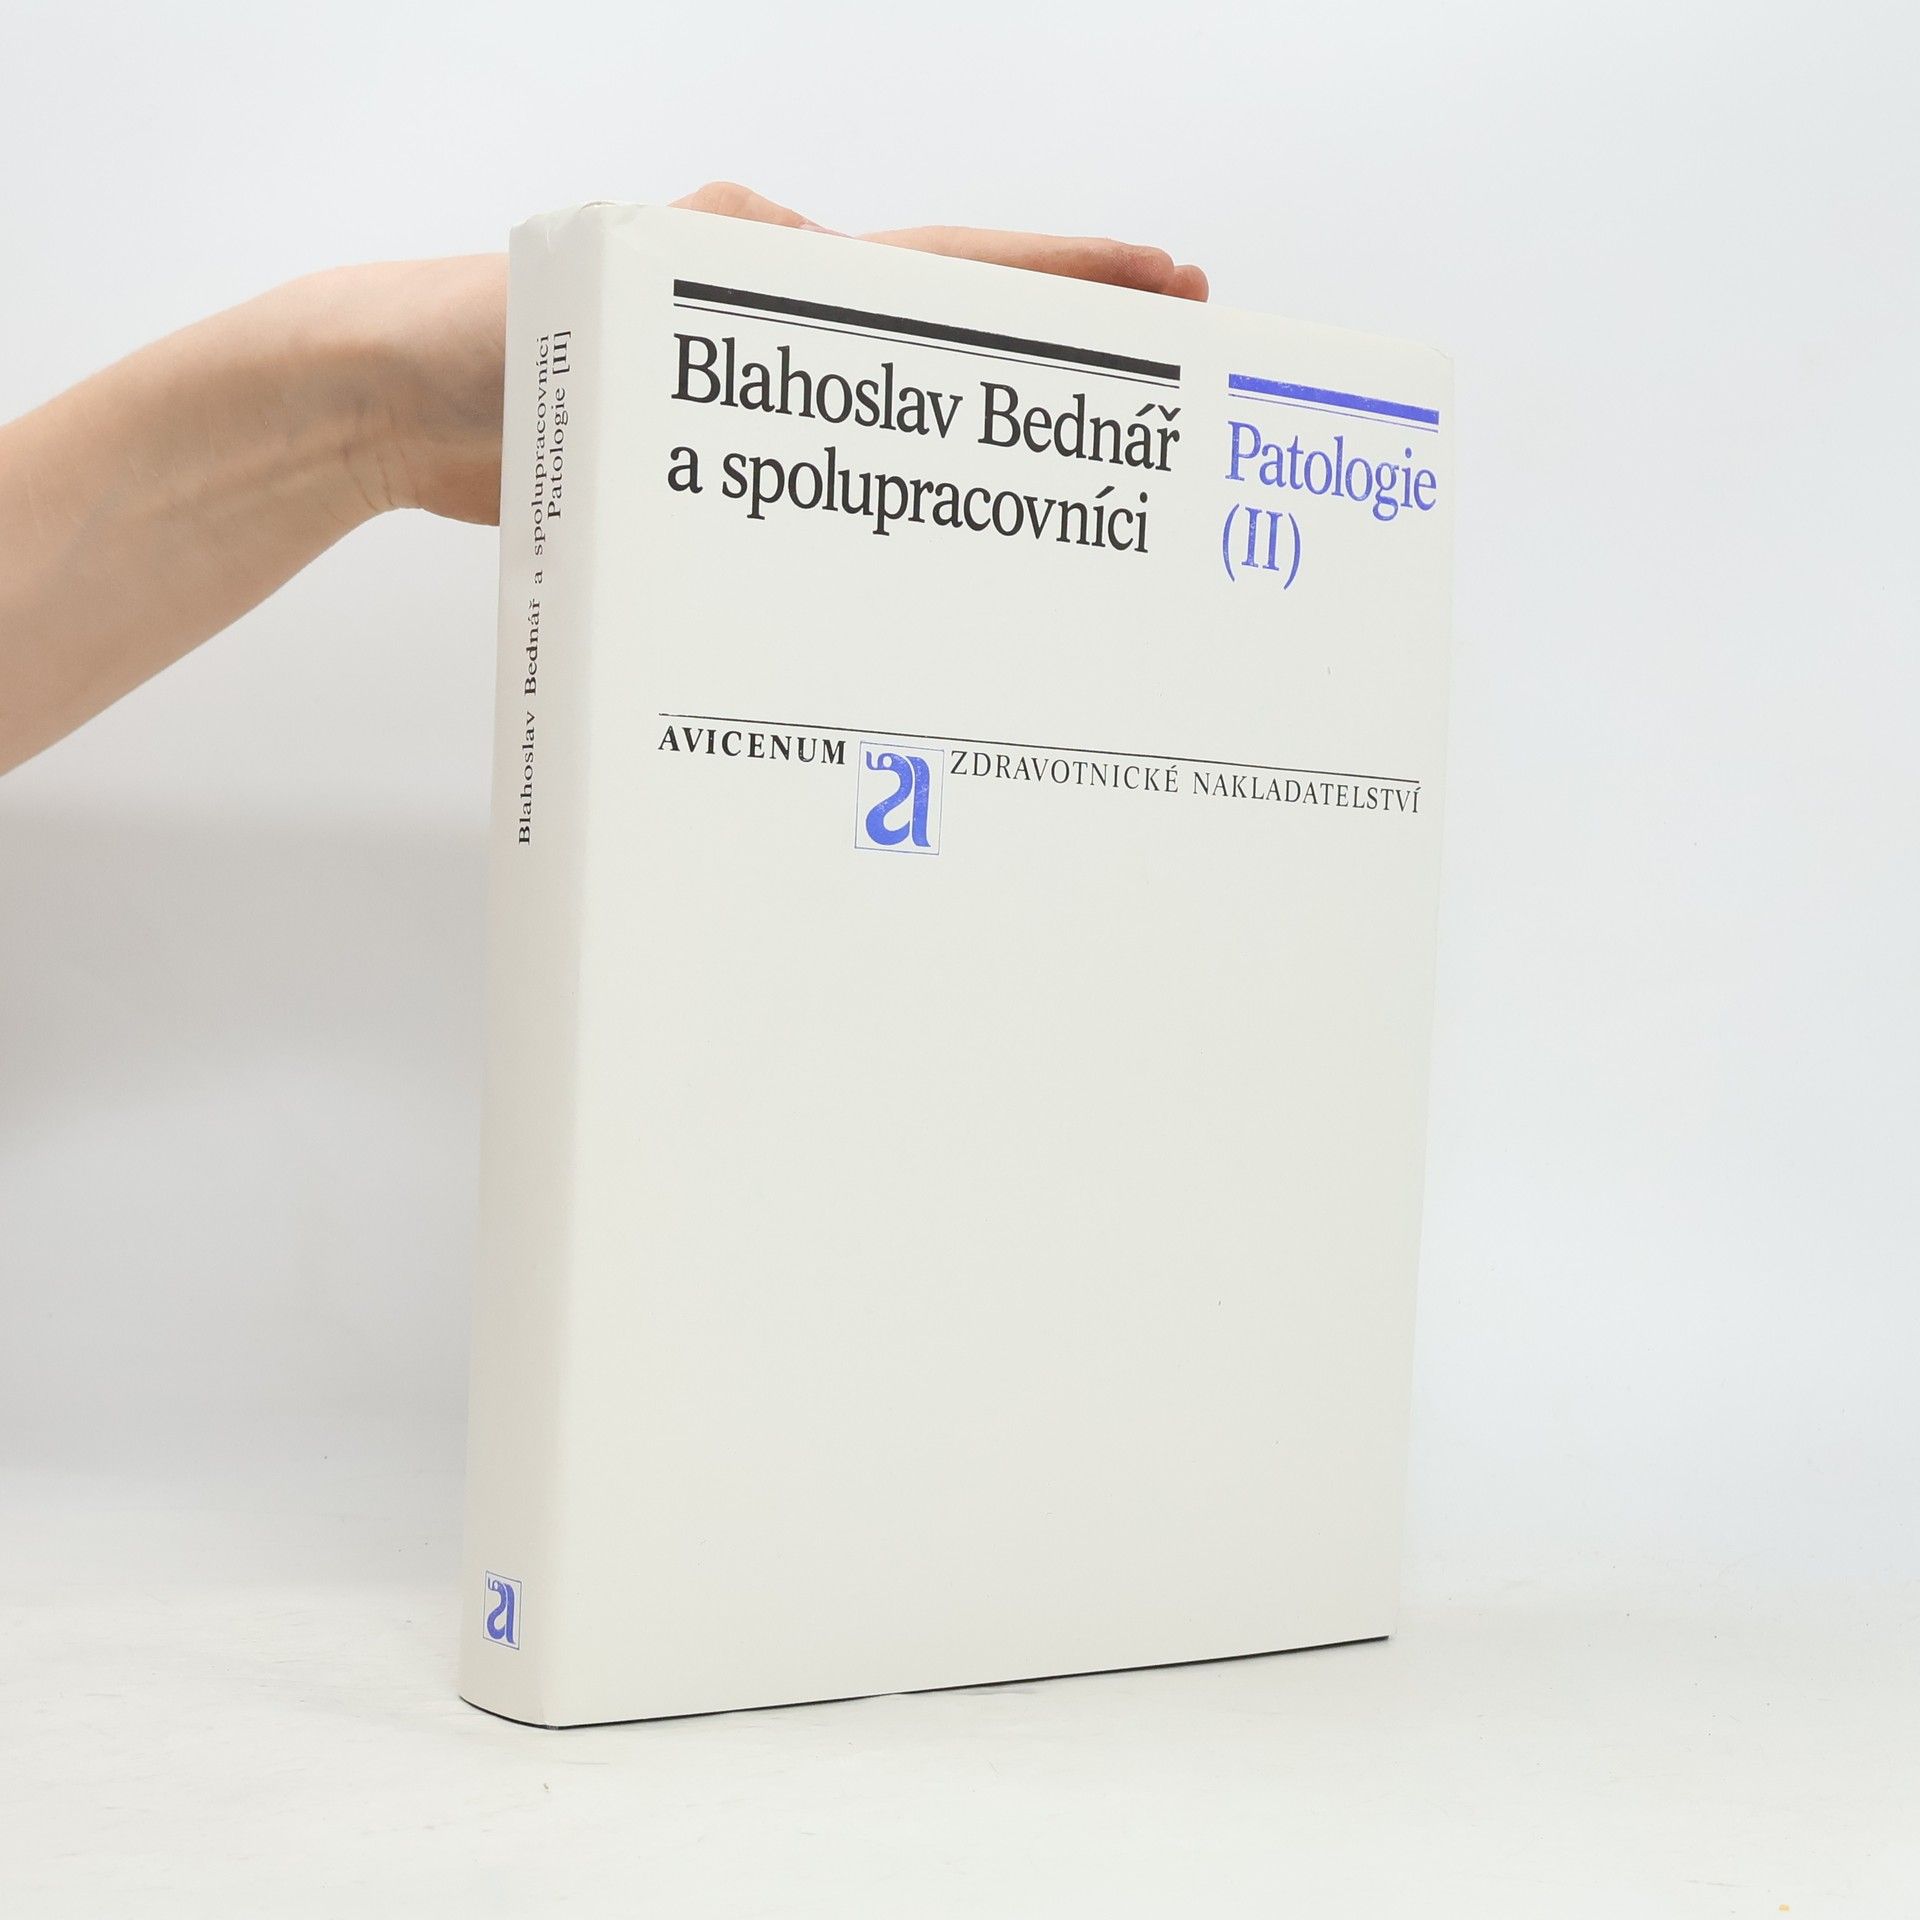 Blahoslav Bednář
a spolupracovníci
Patologie
(II)
AVICENUM a ZDRAVOTNICKÉ NAKLADATELSTVÍ
Blahoslav Bednář a spolupracovníci
Patologie [II]
a